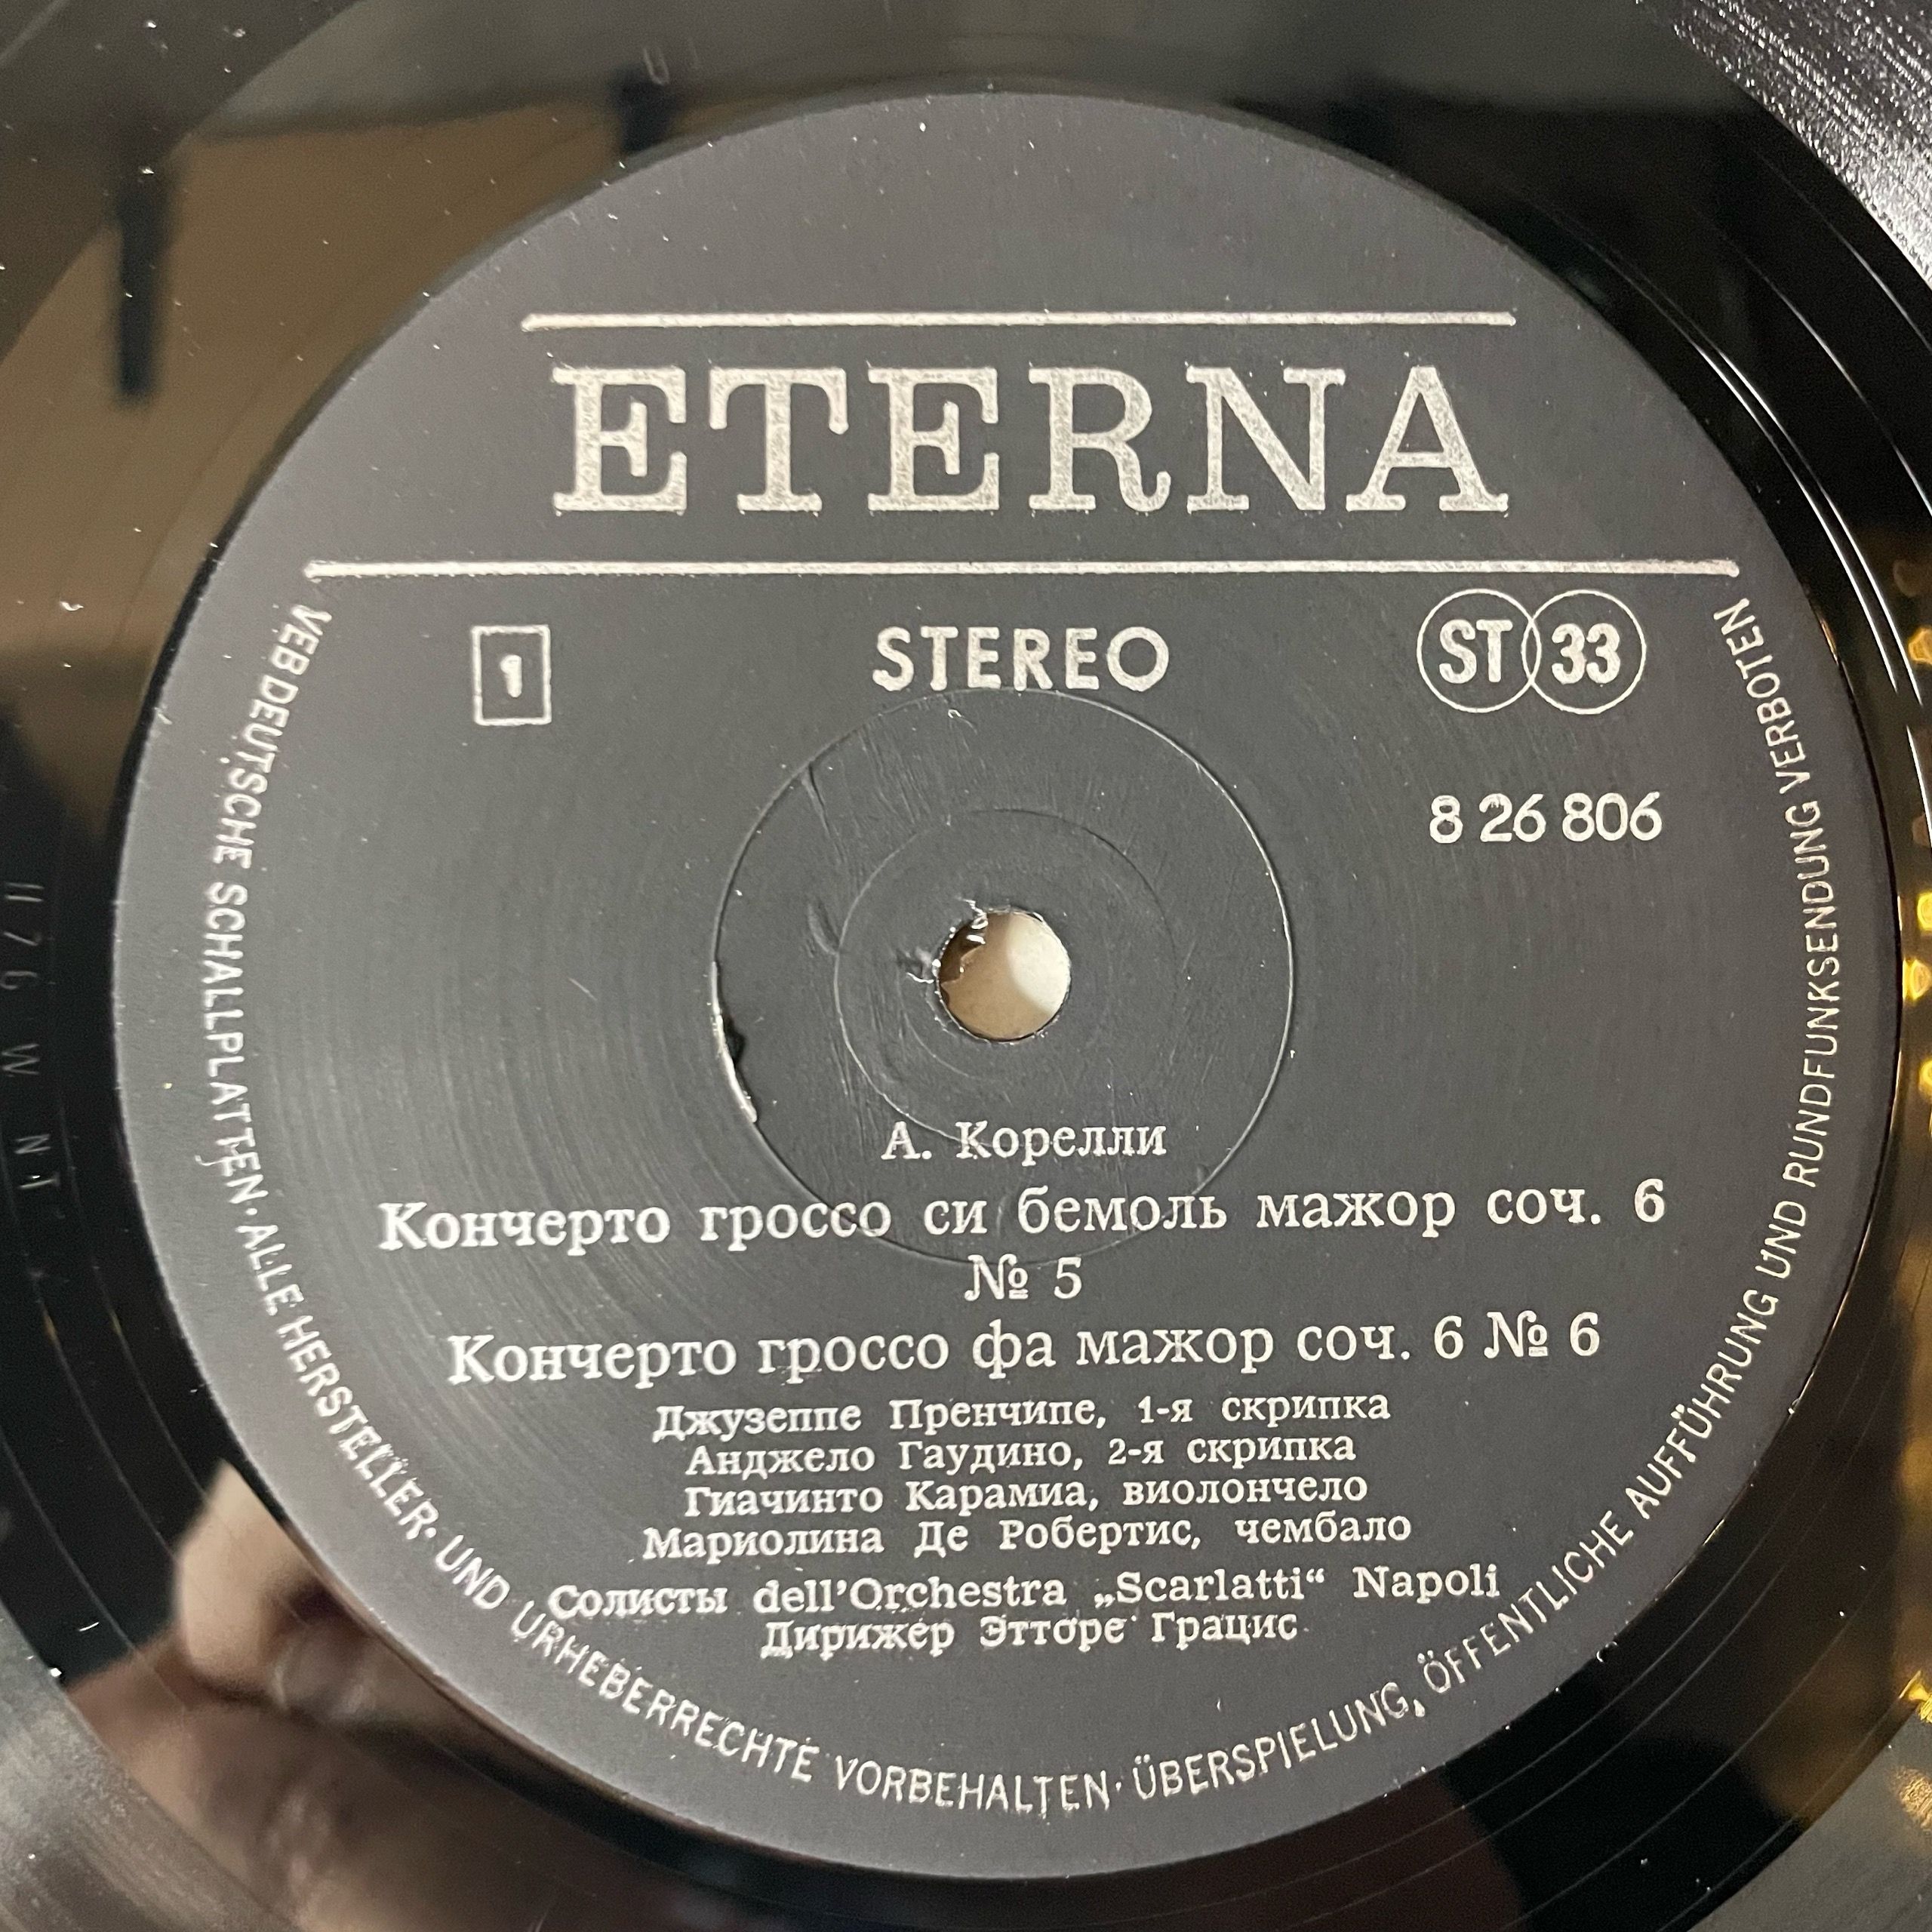 ETERNA
1
STEREO
ST 33
8 26 806
А. Корелли
Кончерто гроссо си бемоль мажор соч. 6
№ 5
Кончерто гроссо фа мажор соч. 6 № 6
Джузеппе Пренчипе, 1-я скрипка
Анджело Гаудино, 2-я скрипка
Гиачинто Карамиа, виолончело
Мариолина Де Робертис, чембало
Солисты dell'Orchestra „Scarlatti“ Napoli
Дирижер Этторе Грацис
VEB DEUTSCHE SCHALLPLATTEN · ALLE HERSTELLER- UND URHEBERRECHTE VORBEHALTEN · ÜBERSPIELUNG, ÖFFENTLICHE AUFFÜHRUNG UND RUNDFUNKSENDUNG VERBOTEN